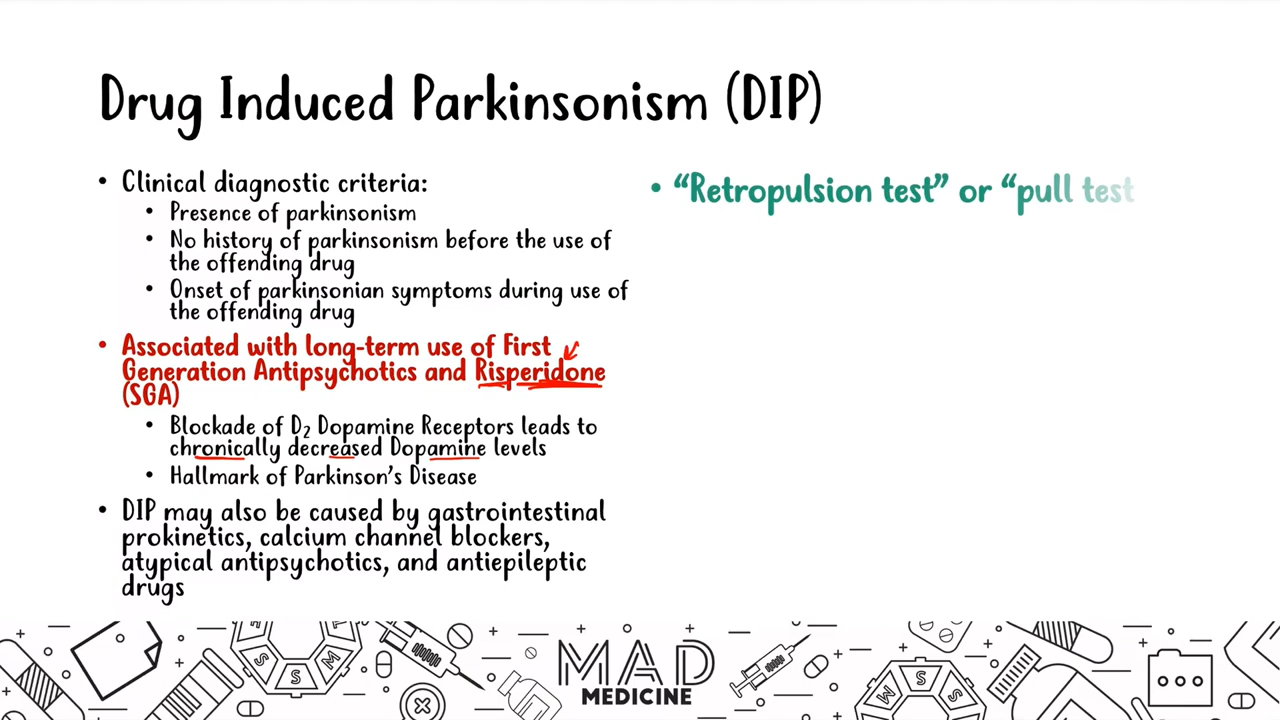 Drug Induced Parkinsonism (DIP)
• Clinical diagnostic criteria:
• Presence of parkinsonism
• No history of parkinsonism before the use of
the offending drug
• Onset of parkinsonian symptoms during use of
the offending drug
• Associated with long-term use of First
Generation Antipsychotics and Risperidone
(SGA)
• Blockade of D₂ Dopamine Receptors leads to
chronically decreased Dopamine levels
• Hallmark of Parkinson’s Disease
• DIP may also be caused by gastrointestinal
prokinetics, calcium channel blockers,
atypical antipsychotics, and antiepileptic
drugs
• “Retropulsion test” or “pull test
S S M
M S S
MAD
MEDICINE